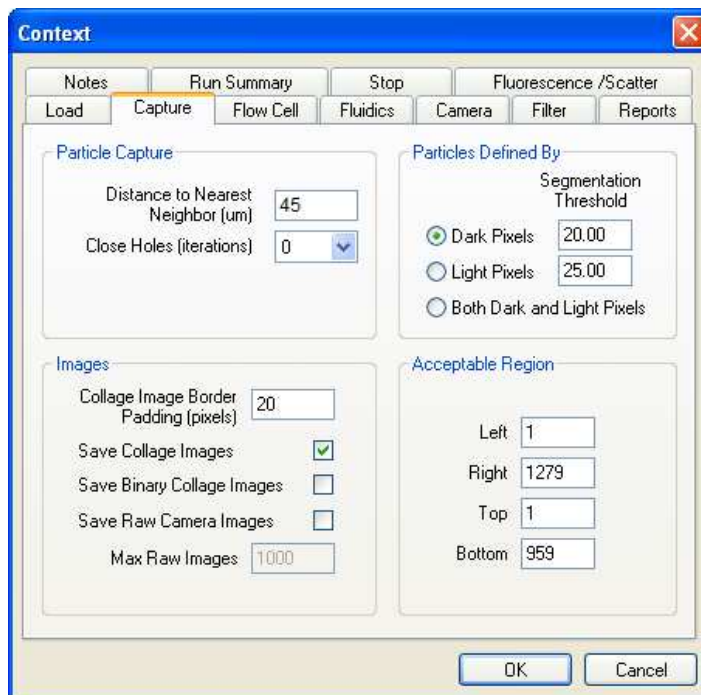 Context
Notes Run Summary Stop Fluorescence /Scatter
Load Capture Flow Cell Fluidics Camera Filter Reports
Particle Capture
Distance to Nearest
Neighbor (um) 45
Close Holes (iterations) 0
Particles Defined By
Segmentation
Threshold
Dark Pixels 20.00
Light Pixels 25.00
Both Dark and Light Pixels
Images
Collage Image Border
Padding (pixels) 20
Save Collage Images
Save Binary Collage Images
Save Raw Camera Images
Max Raw Images 1000
Acceptable Region
Left 1
Right 1279
Top 1
Bottom 959
OK Cancel